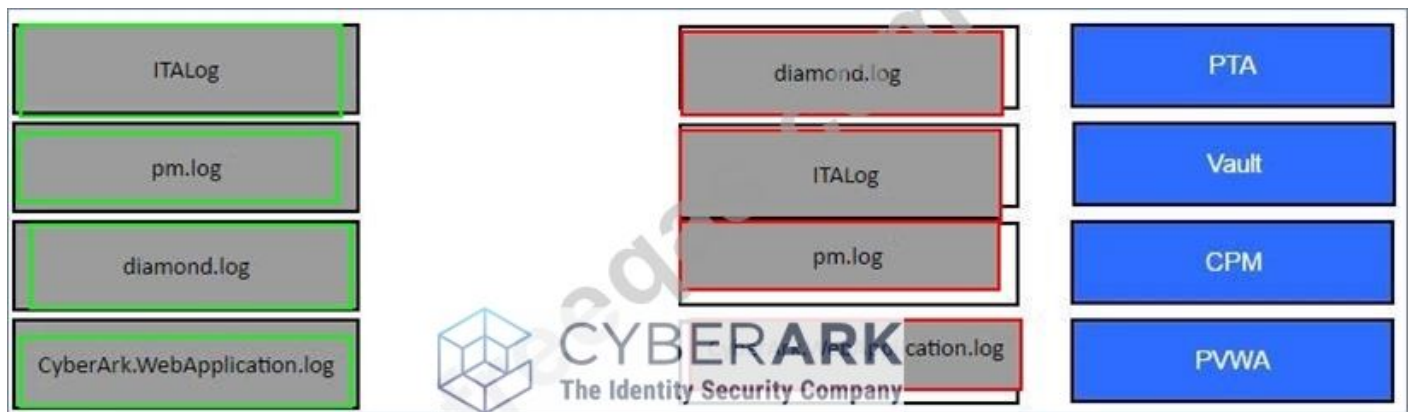 ITALog
diamond.log
PTA
pm.log
ITALog
Vault
diamond.log
pm.log
CPM
CyberArk.WebApplication.log
cation.log
PVWA
CYBERARK
The Identity Security Company